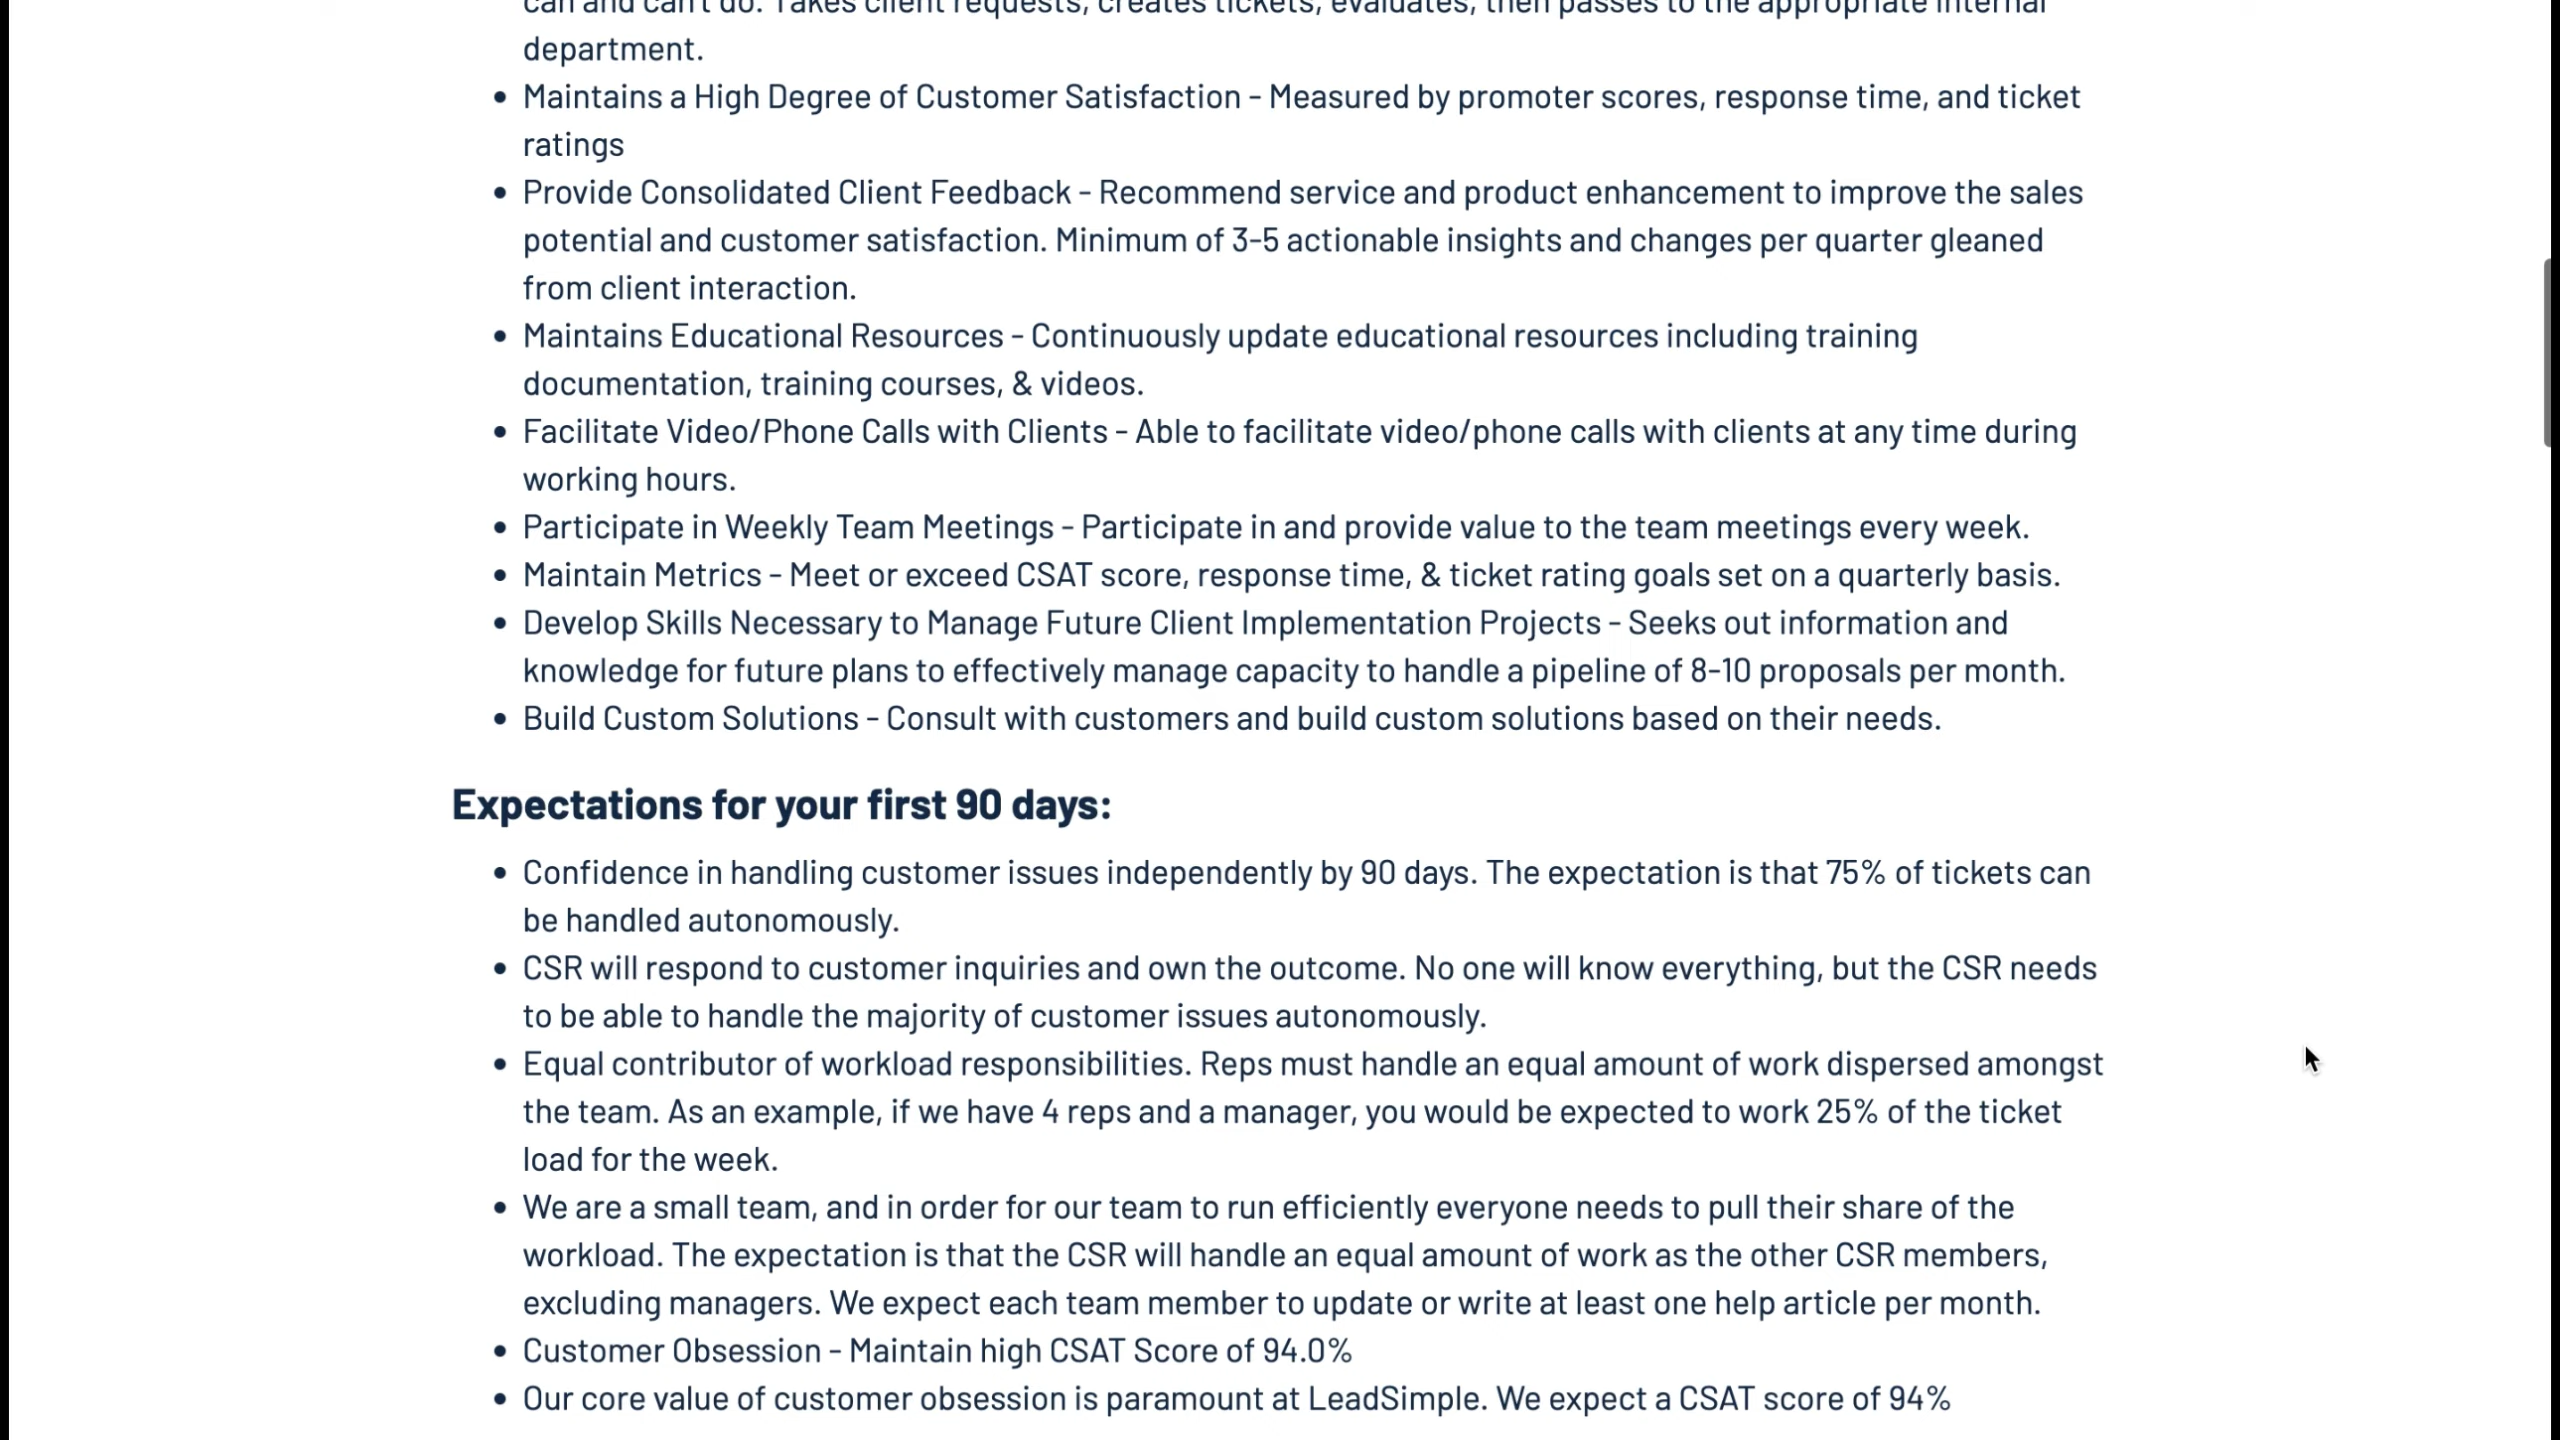 can and can't do. Takes client requests, creates tickets, evaluates, then passes to the appropriate internal
department.
Maintains a High Degree of Customer Satisfaction - Measured by promoter scores, response time, and ticket
ratings
Provide Consolidated Client Feedback - Recommend service and product enhancement to improve the sales
potential and customer satisfaction. Minimum of 3-5 actionable insights and changes per quarter gleaned
from client interaction.
Maintains Educational Resources - Continuously update educational resources including training
documentation, training courses, & videos.
Facilitate Video/Phone Calls with Clients - Able to facilitate video/phone calls with clients at any time during
working hours.
Participate in Weekly Team Meetings - Participate in and provide value to the team meetings every week.
Maintain Metrics - Meet or exceed CSAT score, response time, & ticket rating goals set on a quarterly basis.
Develop Skills Necessary to Manage Future Client Implementation Projects - Seeks out information and
knowledge for future plans to effectively manage capacity to handle a pipeline of 8-10 proposals per month.
Build Custom Solutions - Consult with customers and build custom solutions based on their needs.
Expectations for your first 90 days:
Confidence in handling customer issues independently by 90 days. The expectation is that 75% of tickets can
be handled autonomously.
CSR will respond to customer inquiries and own the outcome. No one will know everything, but the CSR needs
to be able to handle the majority of customer issues autonomously.
Equal contributor of workload responsibilities. Reps must handle an equal amount of work dispersed amongst
the team. As an example, if we have 4 reps and a manager, you would be expected to work 25% of the ticket
load for the week.
We are a small team, and in order for our team to run efficiently everyone needs to pull their share of the
workload. The expectation is that the CSR will handle an equal amount of work as the other CSR members,
excluding managers. We expect each team member to update or write at least one help article per month.
Customer Obsession - Maintain high CSAT Score of 94.0%
Our core value of customer obsession is paramount at LeadSimple. We expect a CSAT score of 94%